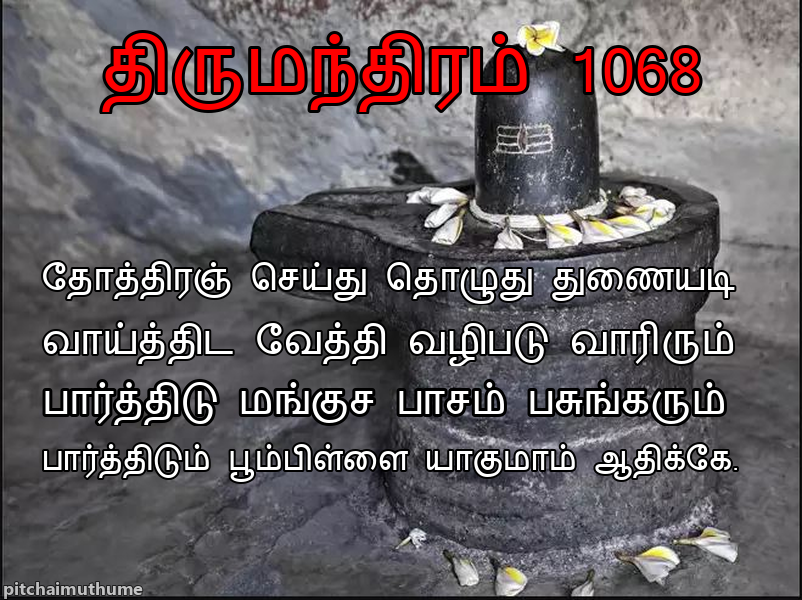 திருமந்திரம் 1068
தோத்திரஞ் செய்து தொழுது துணையடி
வாய்த்திட வேத்தி வழிபடு வாரிரும்
பார்த்திடு மங்குச பாசம் பசுங்கரும்
பார்த்திடும் பூம்பிள்ளை யாகுமாம் ஆதிக்கே.
pitchaimuthume